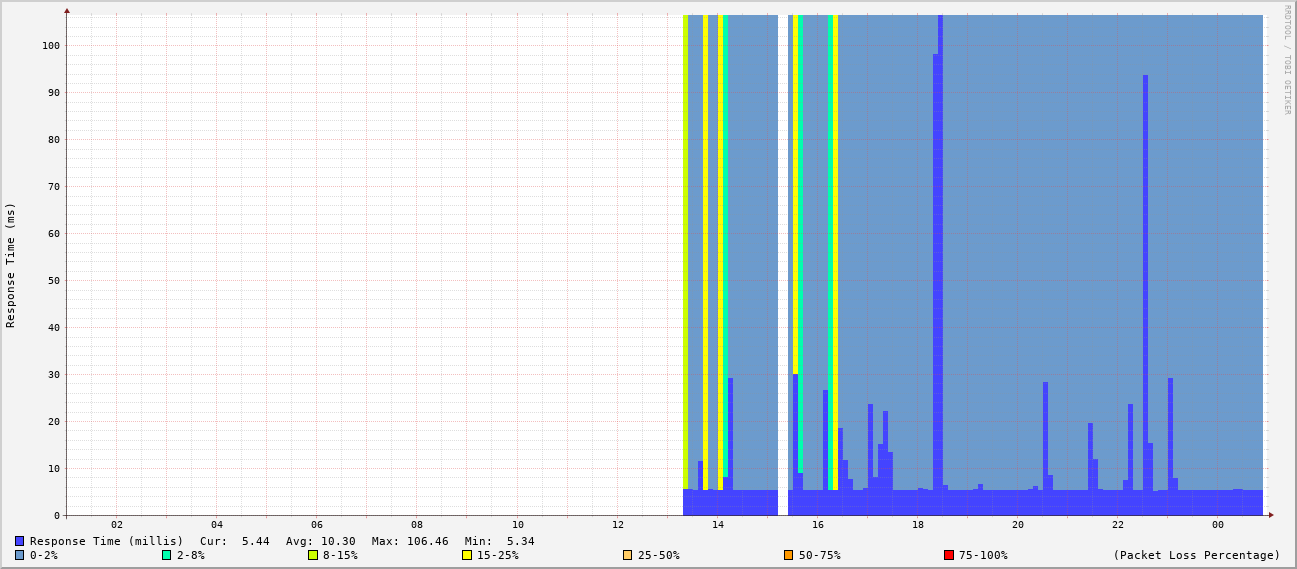 RRDTOOL / TOBI OETIKER
Response Time (ms)
100
90
80
70
60
50
40
30
20
10
0
02 04 06 08 10 12 14 16 18 20 22 00
Response Time (millis) Cur: 5.44 Avg: 10.30 Max: 106.46 Min: 5.34
0-2% 2-8% 8-15% 15-25% 25-50% 50-75% 75-100% (Packet Loss Percentage)